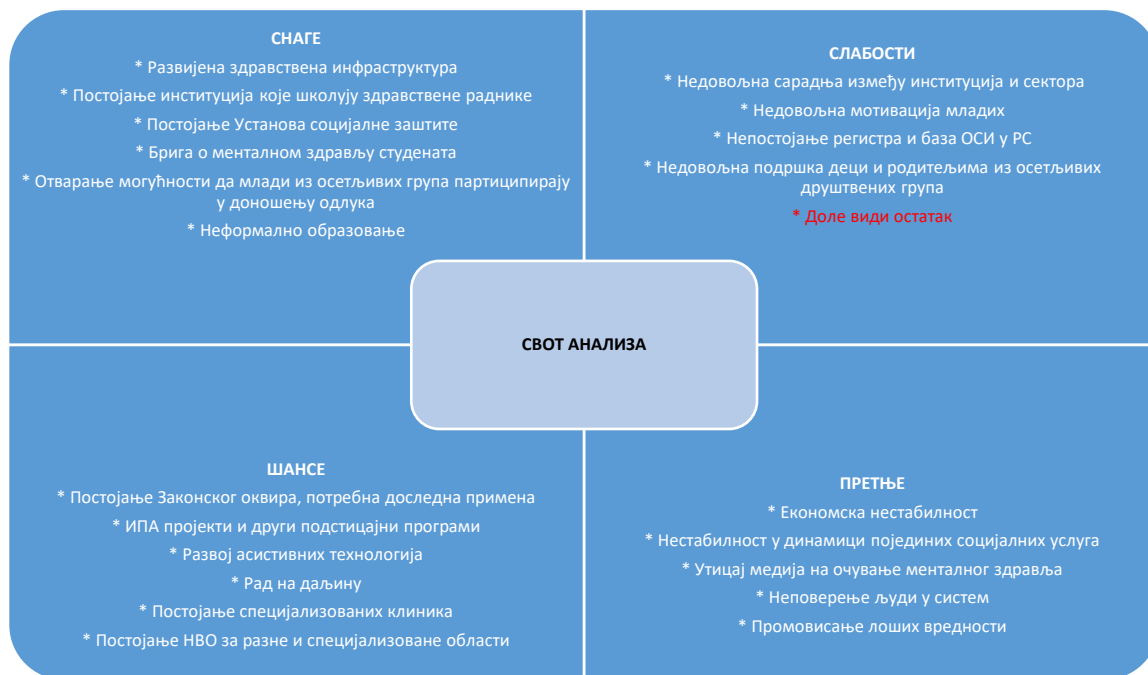 СНАГЕ
* Развијена здравствена инфраструктура
* Постојање институција које школују здравствене раднике
* Постојање Установа социјалне заштите
* Брига о менталном здрављу студената
* Отварање могућности да млади из осетљивих група партиципирају
у доношењу одлука
* Неформално образовање
СЛАБОСТИ
* Недовољна сарадња између институција и сектора
* Недовољна мотивација младих
* Непостојање регистра и база ОСИ у РС
* Недовољна подршка деци и родитељима из осетљивих
друштвених група
* Доле види остатак
СВОТ АНАЛИЗА
ШАНСЕ
* Постојање Законског оквира, потребна доследна примена
* ИПА пројекти и други подстицајни програми
* Развој асистивних технологија
* Рад на даљину
* Постојање специјализованих клиника
* Постојање НВО за разне и специјализоване области
ПРЕТЊЕ
* Економска нестабилност
* Нестабилност у динамици појединих социјалних услуга
* Утицај медија на очување менталног здравља
* Неповерење људи у систем
* Промовисање лоших вредности